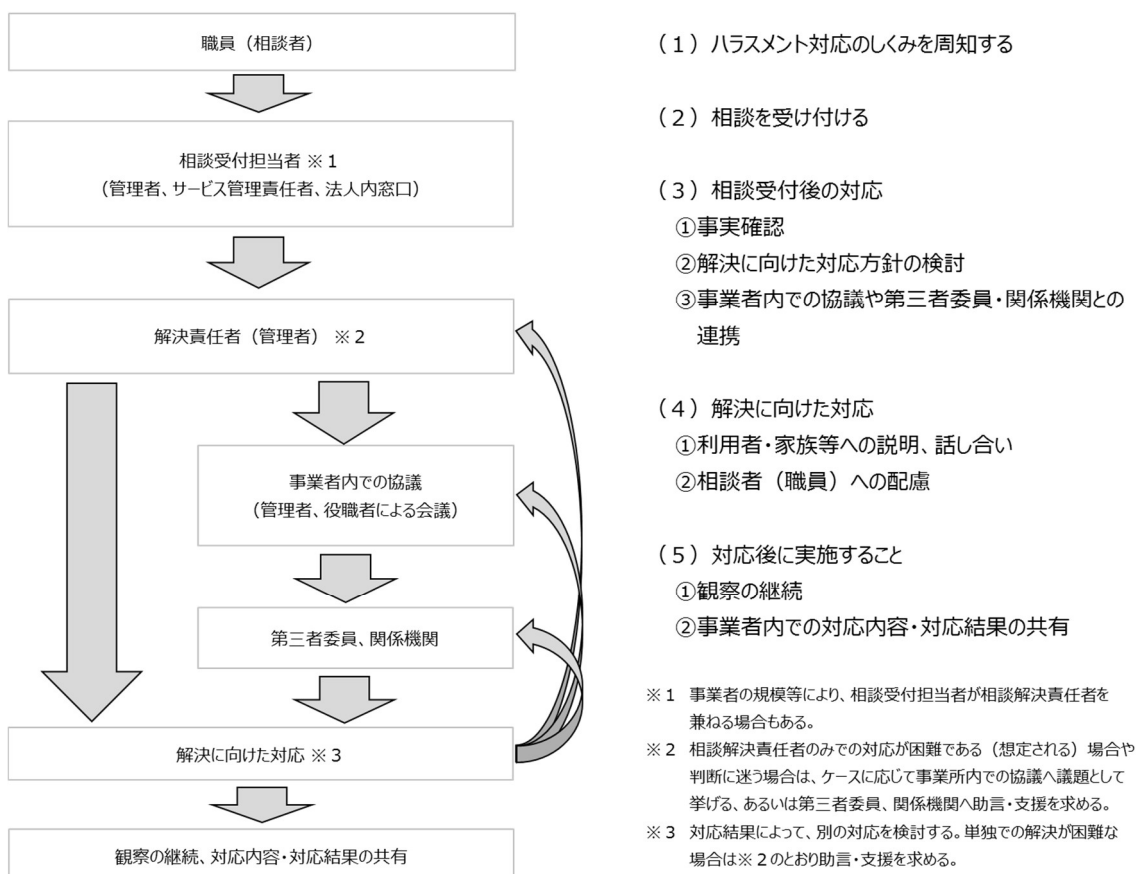 職員（相談者）
相談受付担当者 ※１
（管理者、サービス管理責任者、法人内窓口）
解決責任者（管理者） ※２
事業者内での協議
（管理者、役職者による会議）
第三者委員、関係機関
解決に向けた対応 ※３
観察の継続、対応内容・対応結果の共有
（１）ハラスメント対応のしくみを周知する
（２）相談を受け付ける
（３）相談受付後の対応
①事実確認
②解決に向けた対応方針の検討
③事業者内での協議や第三者委員・関係機関との
連携
（４）解決に向けた対応
①利用者・家族等への説明、話し合い
②相談者（職員）への配慮
（５）対応後に実施すること
①観察の継続
②事業者内での対応内容・対応結果の共有
※１ 事業者の規模等により、相談受付担当者が相談解決責任者を
兼ねる場合もある。
※２ 相談解決責任者のみでの対応が困難である（想定される）場合や
判断に迷う場合は、ケースに応じて事業所内での協議へ議題として
挙げる、あるいは第三者委員、関係機関へ助言・支援を求める。
※３ 対応結果によって、別の対応を検討する。単独での解決が困難な
場合は※２のとおり助言・支援を求める。